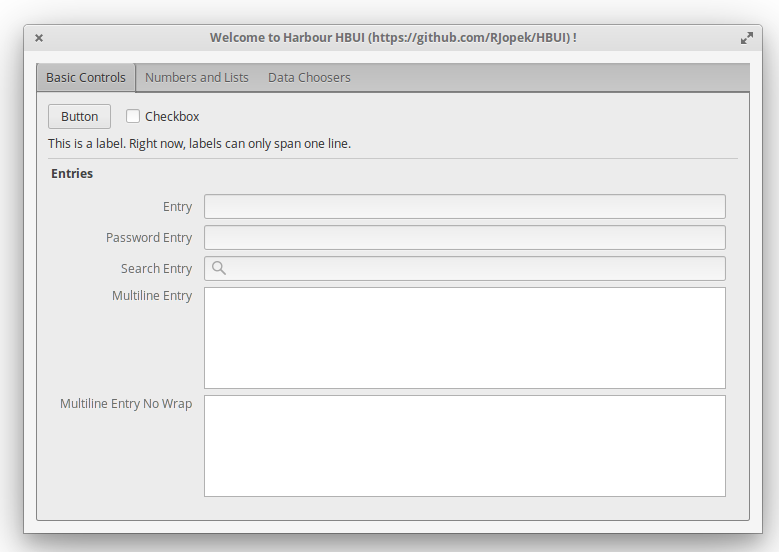 Welcome to Harbour HBUI (https://github.com/RJopek/HBUI) !
Basic Controls Numbers and Lists Data Choosers
Button Checkbox
This is a label. Right now, labels can only span one line.
Entries
Entry
Password Entry
Search Entry
Multiline Entry
Multiline Entry No Wrap